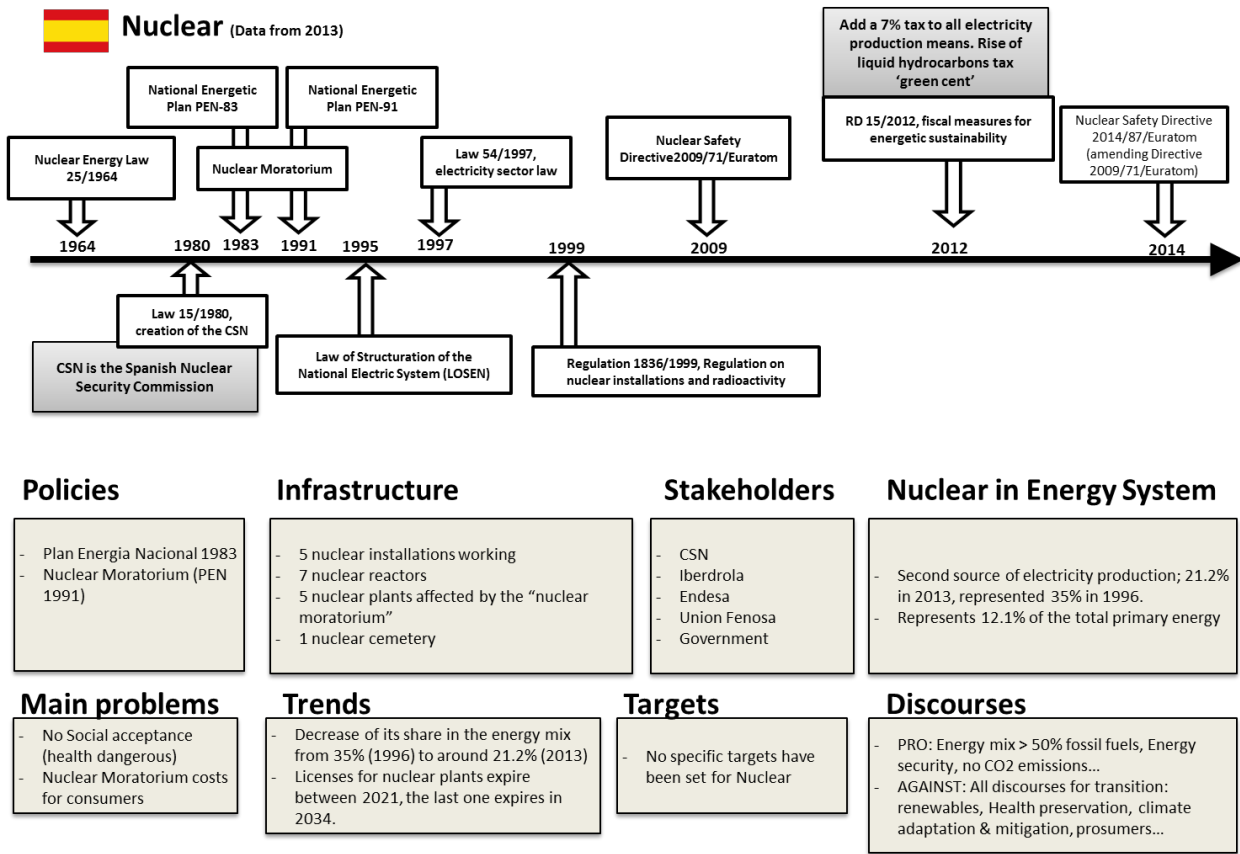 Nuclear (Data from 2013)
Add a 7% tax to all electricity
production means. Rise of
liquid hydrocarbons tax
'green cent'
National Energetic
Plan PEN-83
National Energetic
Plan PEN-91
RD 15/2012, fiscal measures for
energetic sustainability
Nuclear Energy Law
25/1964
Nuclear Moratorium
Law 54/1997,
electricity sector law
Nuclear Safety
Directive2009/71/Euratom
Nuclear Safety Directive
2014/87/Euratom
(amending Directive
2009/71/Euratom)
1964
1980
1983
1991
1995
1997
1999
2009
2012
2014
Law 15/1980,
creation of the CSN
CSN is the Spanish Nuclear
Security Commission
Law of Structuration of the
National Electric System (LOSEN)
Regulation 1836/1999, Regulation on
nuclear installations and radioactivity
Policies
- Plan Energia Nacional 1983
- Nuclear Moratorium (PEN
1991)
Infrastructure
- 5 nuclear installations working
- 7 nuclear reactors
- 5 nuclear plants affected by the "nuclear
moratorium"
- 1 nuclear cemetery
Stakeholders
- CSN
- Iberdrola
- Endesa
- Union Fenosa
- Government
Nuclear in Energy System
- Second source of electricity production; 21.2%
in 2013, represented 35% in 1996.
- Represents 12.1% of the total primary energy
Main problems
- No Social acceptance
(health dangerous)
- Nuclear Moratorium costs
for consumers
Trends
- Decrease of its share in the energy mix
from 35% (1996) to around 21.2% (2013)
- Licenses for nuclear plants expire
between 2021, the last one expires in
2034.
Targets
- No specific targets have
been set for Nuclear
Discourses
- PRO: Energy mix > 50% fossil fuels, Energy
security, no CO2 emissions...
- AGAINST: All discourses for transition:
renewables, Health preservation, climate
adaptation & mitigation, prosumers...